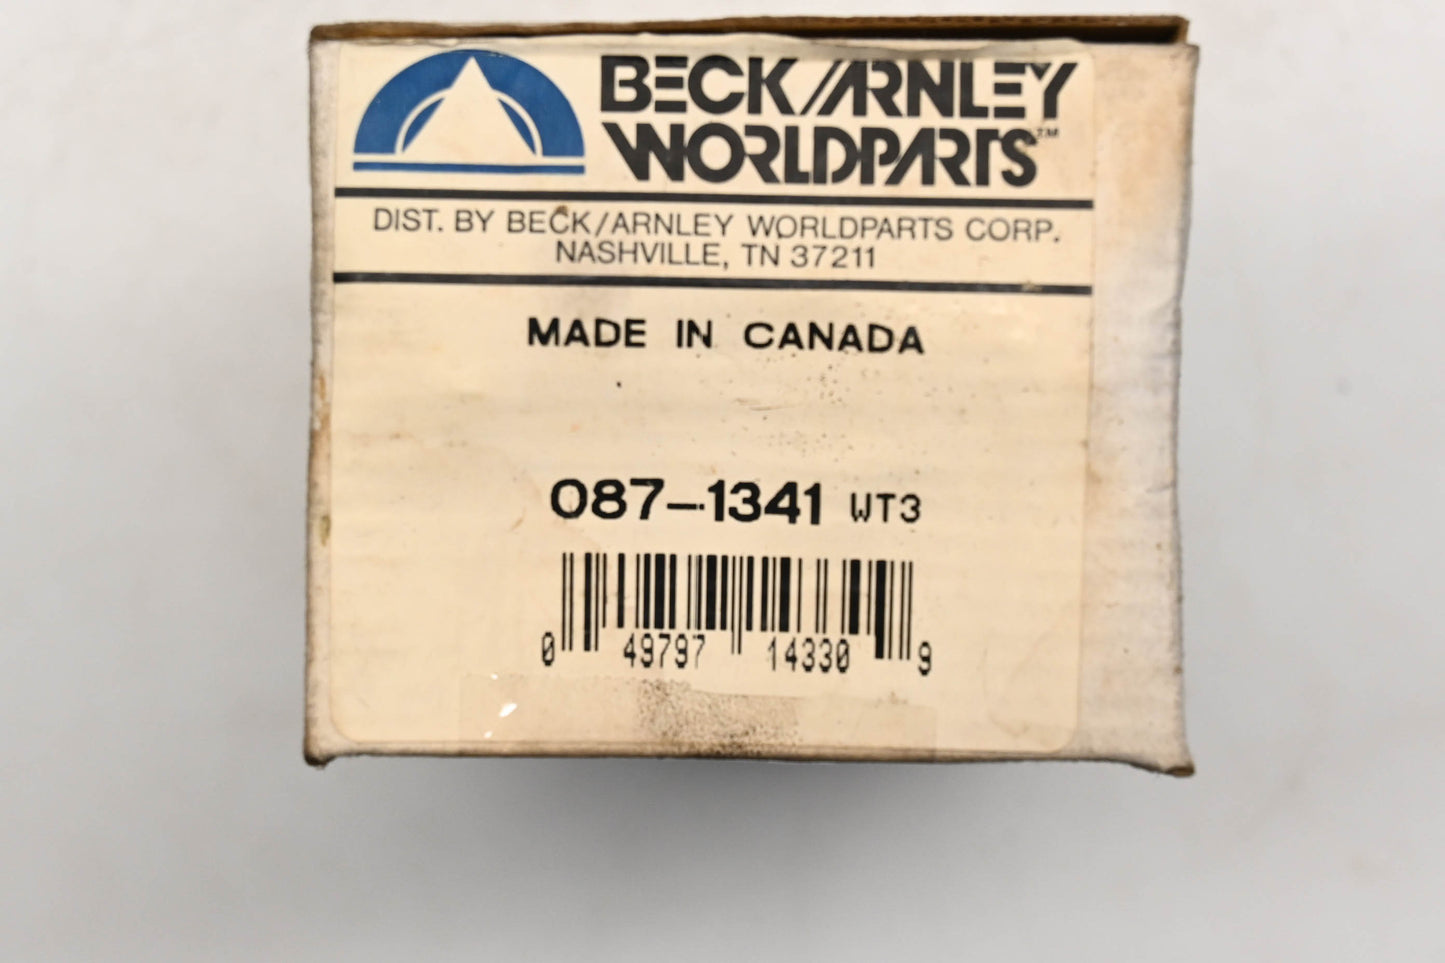 BECK/ARNLEY
WORLDPARTS™
DIST. BY BECK/ARNLEY WORLDPARTS CORP.
NASHVILLE, TN 37211
MADE IN CANADA
087-1341 WT3
0 49797 14330 9